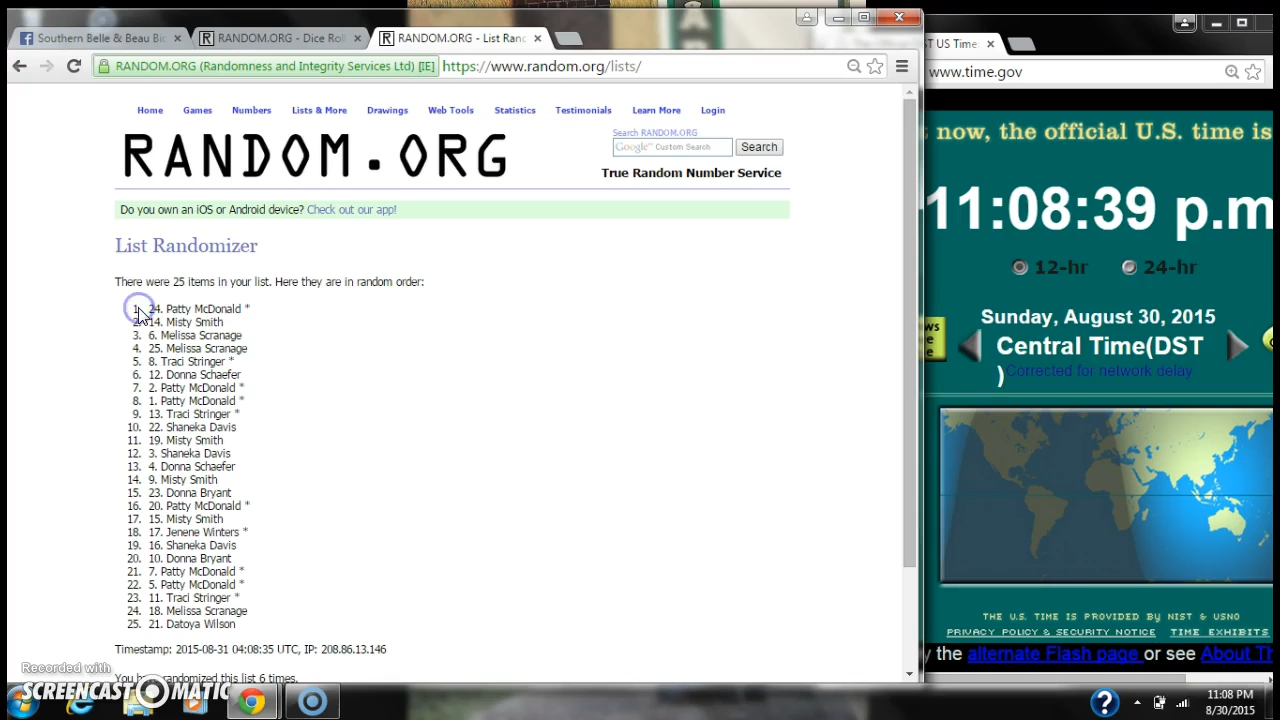 Southern Belle & Beau Bi
RANDOM.ORG - Dice Roll
RANDOM.ORG - List Ran
ST US Time
RANDOM.ORG (Randomness and Integrity Services Ltd) [IE] https://www.random.org/lists/
www.time.gov
Home Games Numbers Lists & More Drawings Web Tools Statistics Testimonials Learn More Login
RANDOM.ORG
Search RANDOM.ORG
Google™ Custom Search Search
True Random Number Service
Do you own an iOS or Android device? Check out our app!
List Randomizer
There were 25 items in your list. Here they are in random order:
1. 24. Patty McDonald *
2. 14. Misty Smith
3. 6. Melissa Scranage
4. 25. Melissa Scranage
5. 8. Traci Stringer *
6. 12. Donna Schaefer
7. 2. Patty McDonald *
8. 1. Patty McDonald *
9. 13. Traci Stringer *
10. 22. Shaneka Davis
11. 19. Misty Smith
12. 3. Shaneka Davis
13. 4. Donna Schaefer
14. 9. Misty Smith
15. 23. Donna Bryant
16. 20. Patty McDonald *
17. 15. Misty Smith
18. 17. Jenene Winters *
19. 16. Shaneka Davis
20. 10. Donna Bryant
21. 7. Patty McDonald *
22. 5. Patty McDonald *
23. 11. Traci Stringer *
24. 18. Melissa Scranage
25. 21. Datoya Wilson
Timestamp: 2015-08-31 04:08:35 UTC, IP: 208.86.13.146
randomized this list 6 times.
now, the official U.S. time is
11:08:39 p.m
12-hr 24-hr
Sunday, August 30, 2015
Central Time(DST
)
Corrected for network delay
THE U.S. TIME IS PROVIDED BY NIST & USNO
PRIVACY POLICY & SECURITY NOTICE TIME EXHIBITS
y the alternate Flash page or see About Th
Recorded with
SCREENCAST-O-MATIC
11:08 PM
8/30/2015